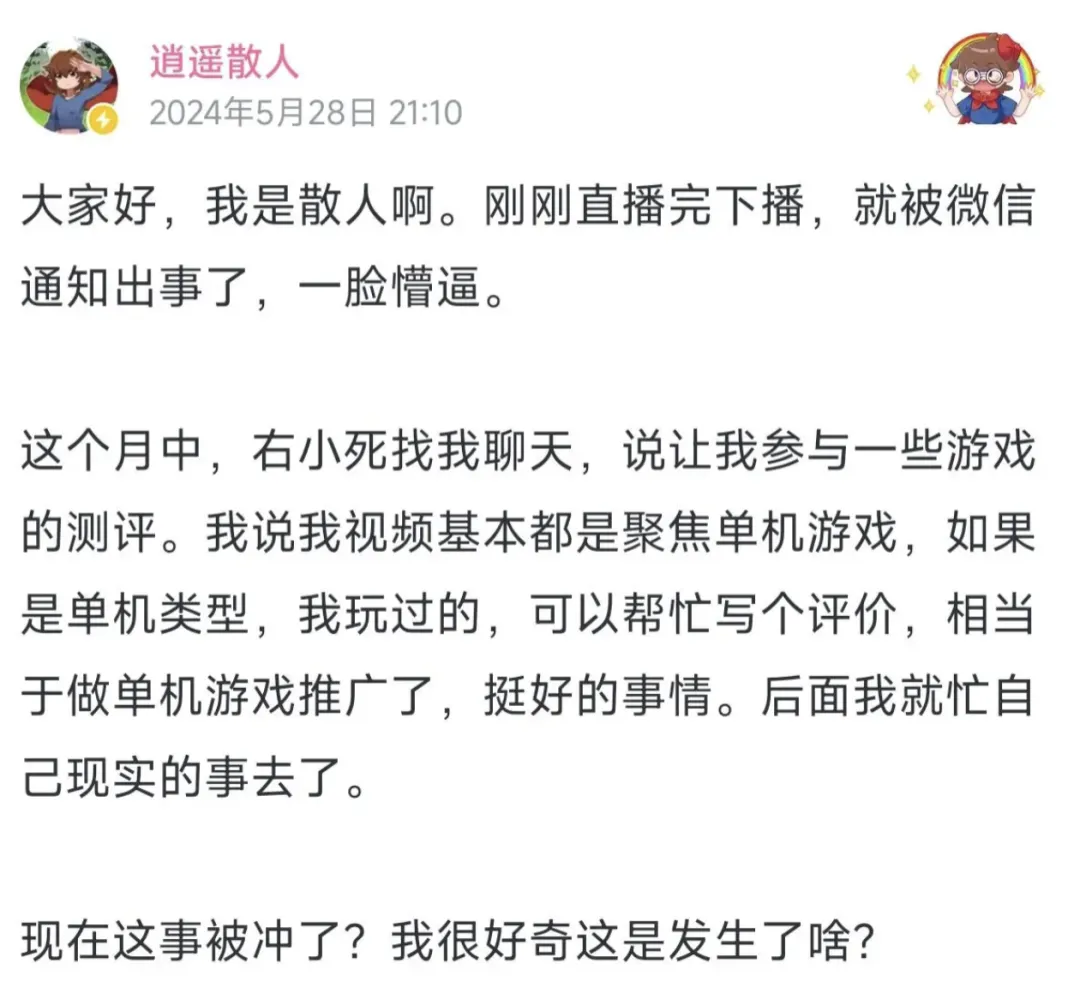 逍遥散人
2024年5月28日 21:10
大家好，我是散人啊。刚刚直播完下播，就被微信
通知出事了，一脸懵逼。
这个月中，右小死找我聊天，说让我参与一些游戏
的测评。我说我视频基本都是聚焦单机游戏，如果
是单机类型，我玩过的，可以帮忙写个评价，相当
于做单机游戏推广了，挺好的事情。后面我就忙自
己现实的事去了。
现在这事被冲了？我很好奇这是发生了啥？